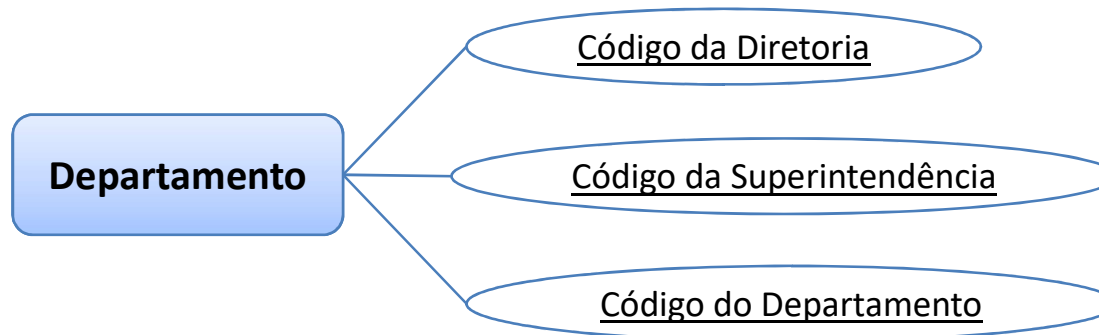 Código da Diretoria
Departamento
Código da Superintendência
Código do Departamento